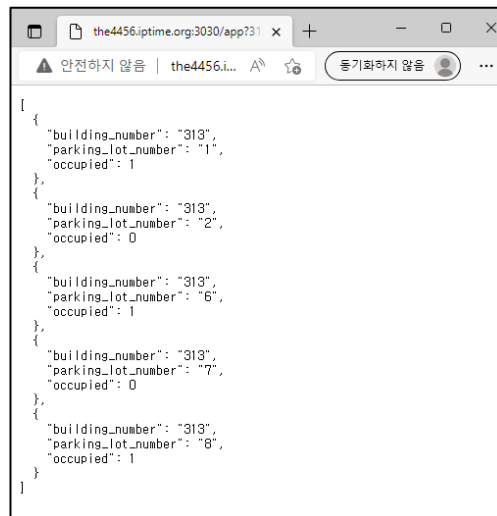 the4456.iptime.org:3030/app?31
안전하지 않음 | the4456.i... 동기화하지 않음
[
  {
    "building_number": "313",
    "parking_lot_number": "1",
    "occupied": 1
  },
  {
    "building_number": "313",
    "parking_lot_number": "2",
    "occupied": 0
  },
  {
    "building_number": "313",
    "parking_lot_number": "6",
    "occupied": 1
  },
  {
    "building_number": "313",
    "parking_lot_number": "7",
    "occupied": 0
  },
  {
    "building_number": "313",
    "parking_lot_number": "8",
    "occupied": 1
  }
]